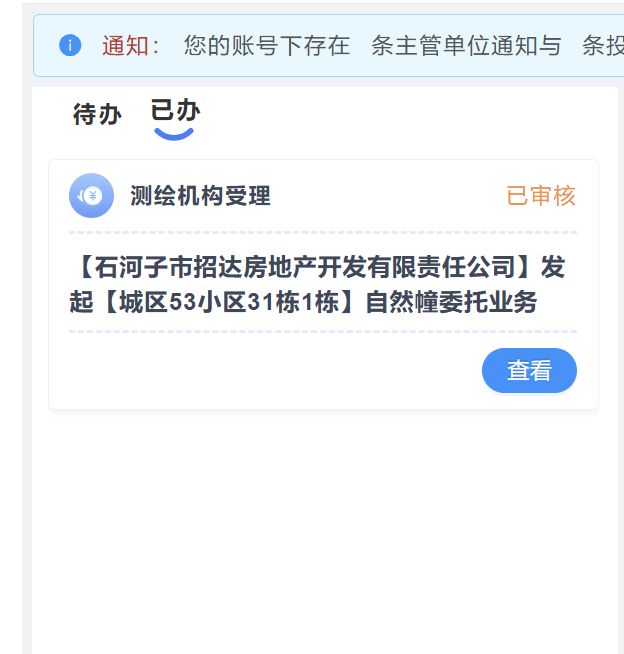 通知： 您的账号下存在 条主管单位通知与 条投
待办 已办
测绘机构受理 已审核
【石河子市招达房地产开发有限责任公司】发
起【城区53小区31栋1栋】自然幢委托业务
查看